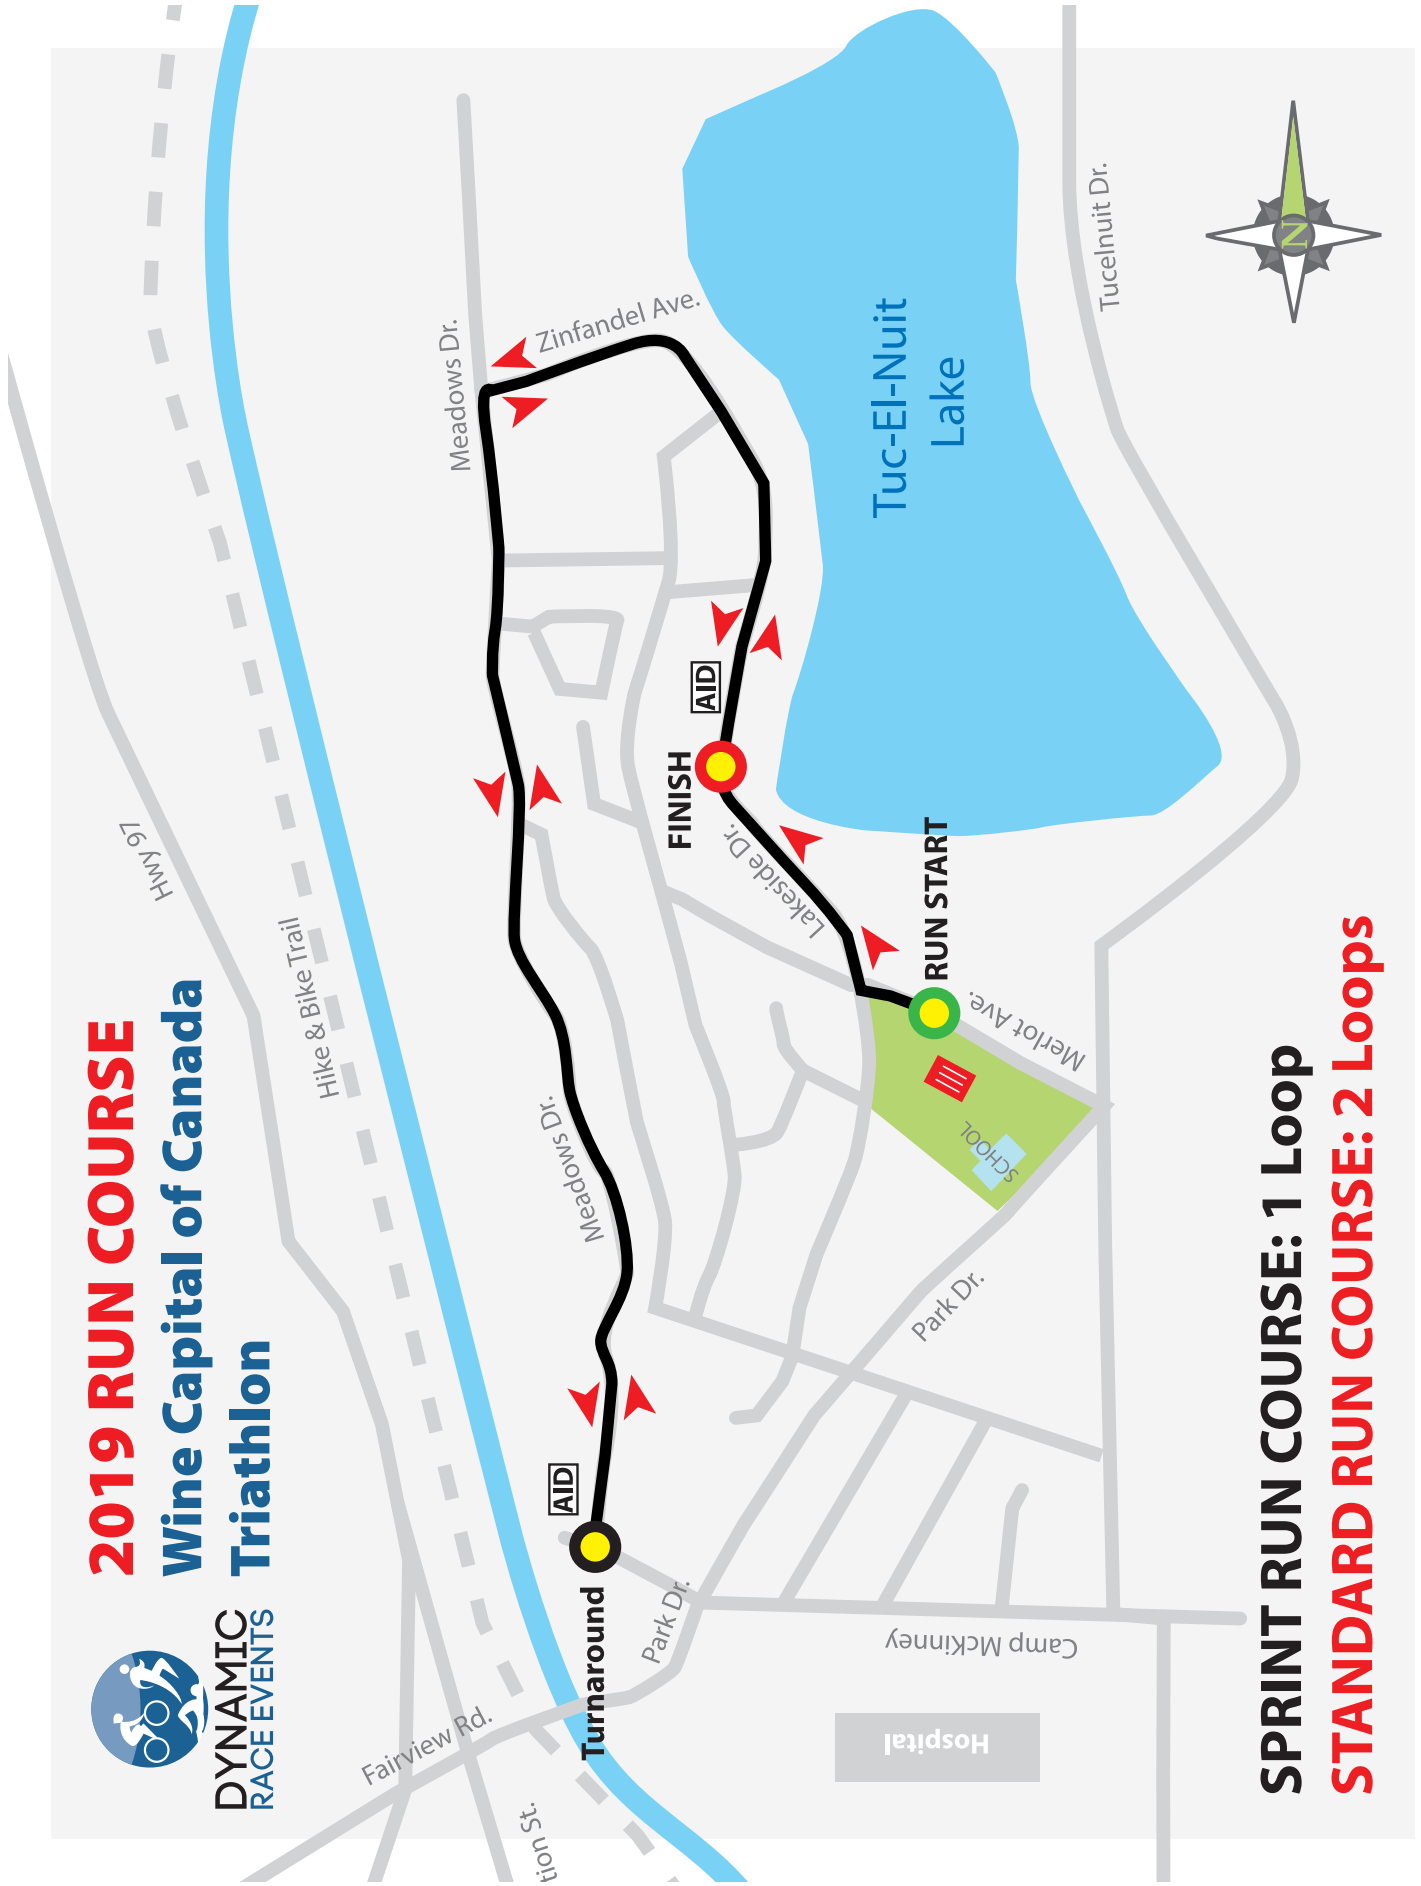 2019 RUN COURSE
Wine Capital of Canada
Triathlon
DYNAMIC
RACE EVENTS
Hwy 97
Hike & Bike Trail
Fairview Rd.
tion St.
Meadows Dr.
Zinfandel Ave.
Meadows Dr.
AID
Turnaround
Park Dr.
AID
FINISH
Lakeside Dr.
Tuc-El-Nuit
Lake
RUN START
Merlot Ave.
SCHOOL
Park Dr.
Camp McKinney
Hospital
Tucelnuit Dr.
N
SPRINT RUN COURSE: 1 Loop
STANDARD RUN COURSE: 2 Loops